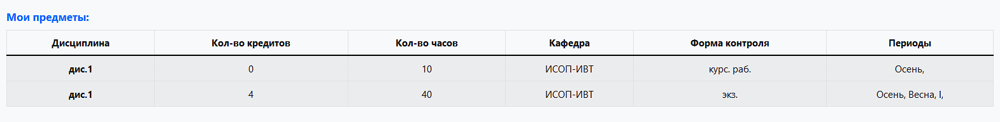 Мои предметы:
Дисциплина Кол-во кредитов Кол-во часов Кафедра Форма контроля Периоды
дис.1 0 10 ИСОП-ИВТ курс. раб. Осень,
дис.1 4 40 ИСОП-ИВТ экз. Осень, Весна, I,